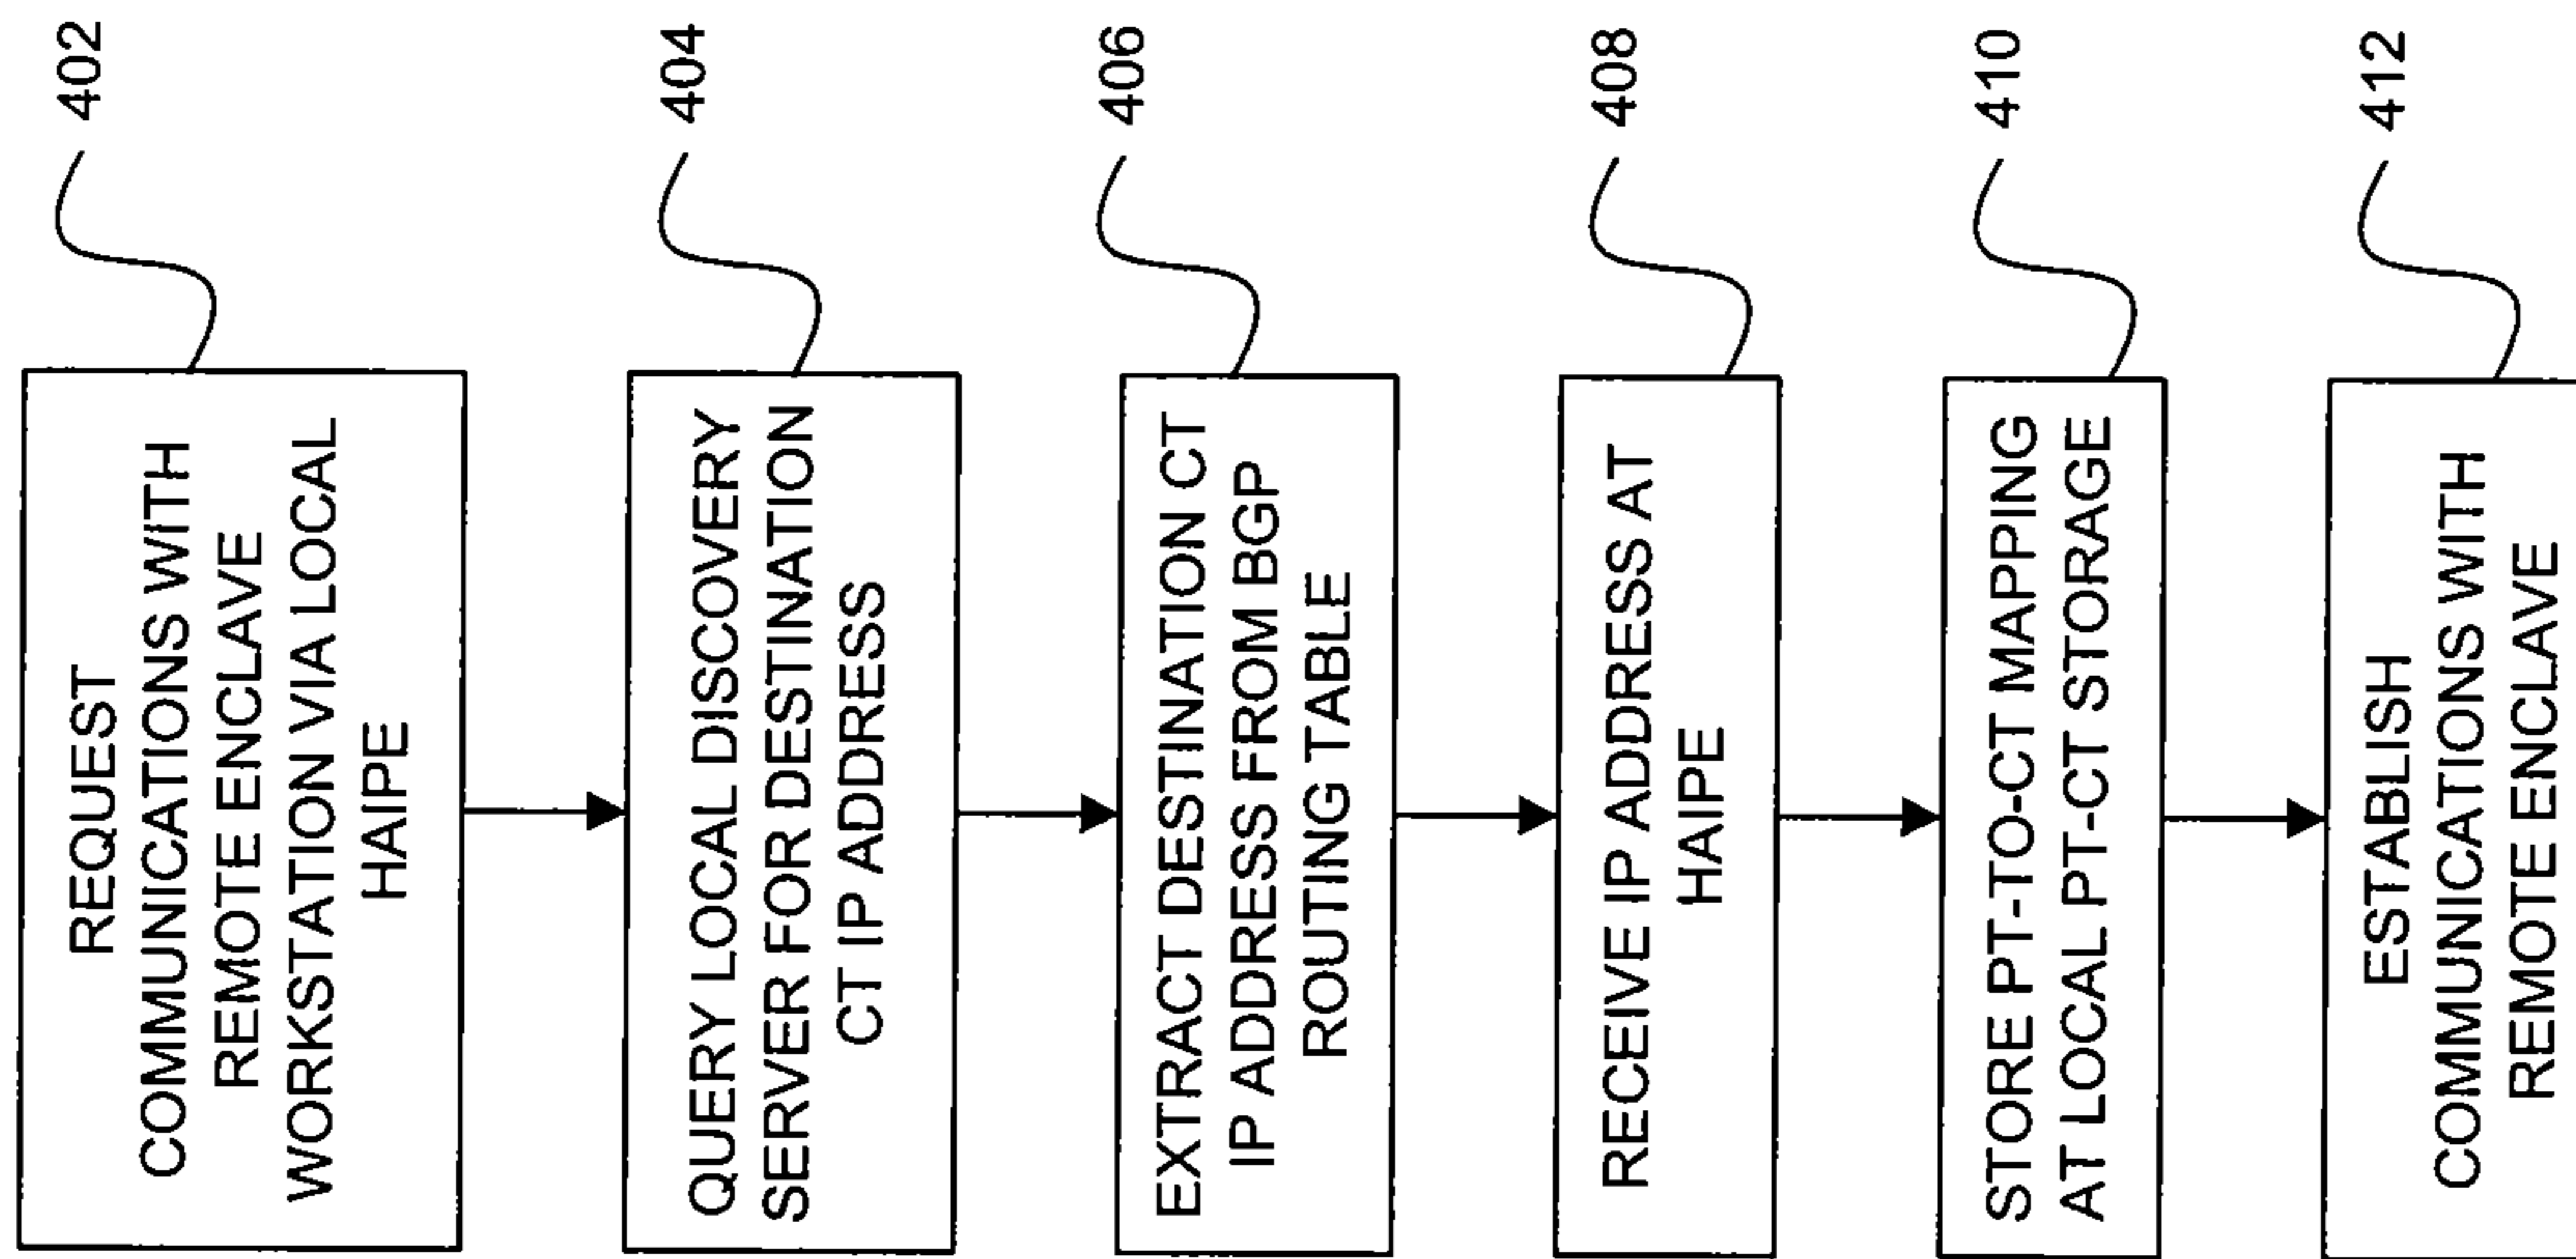 REQUEST
COMMUNICATIONS WITH
REMOTE ENCLAVE
WORKSTATION VIA LOCAL
HAIPE
402
QUERY LOCAL DISCOVERY
SERVER FOR DESTINATION
CT IP ADDRESS
404
EXTRACT DESTINATION CT
IP ADDRESS FROM BGP
ROUTING TABLE
406
RECEIVE IP ADDRESS AT
HAIPE
408
STORE PT-TO-CT MAPPING
AT LOCAL PT-CT STORAGE
410
ESTABLISH
COMMUNICATIONS WITH
REMOTE ENCLAVE
412